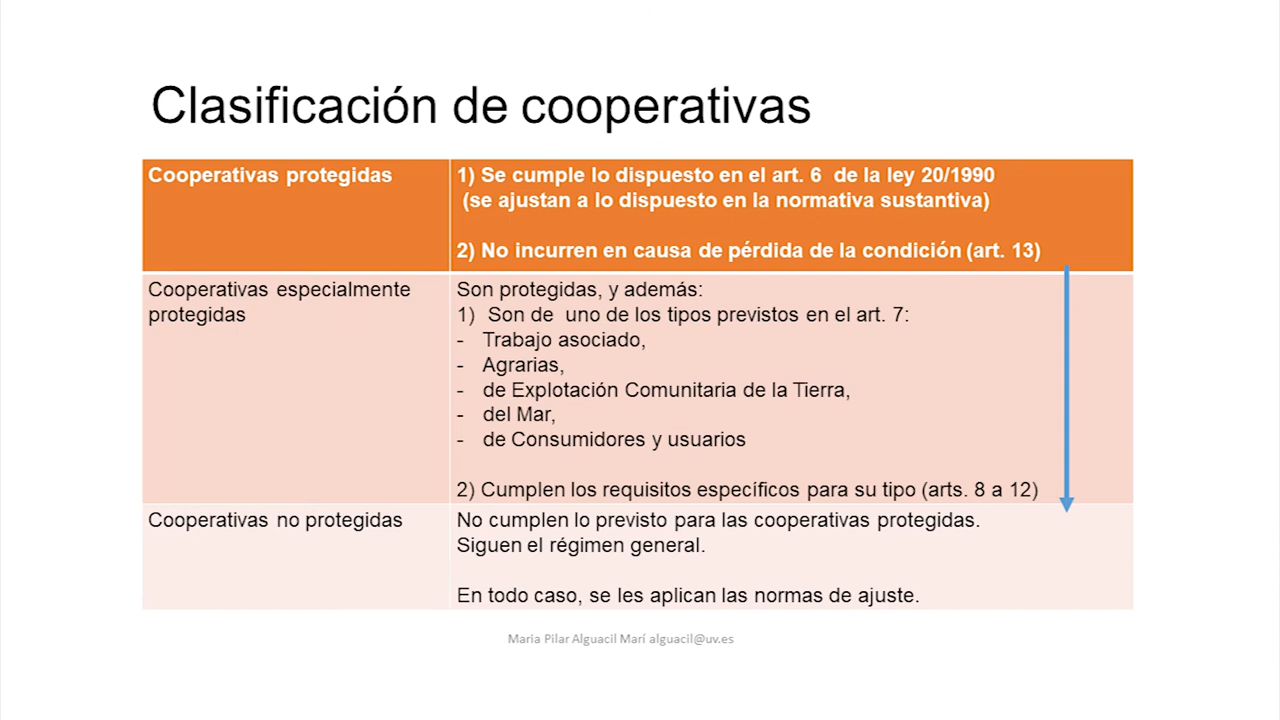 Clasificación de cooperativas
Cooperativas protegidas
1) Se cumple lo dispuesto en el art. 6 de la ley 20/1990
(se ajustan a lo dispuesto en la normativa sustantiva)
2) No incurren en causa de pérdida de la condición (art. 13)
Cooperativas especialmente
protegidas
Son protegidas, y además:
1) Son de uno de los tipos previstos en el art. 7:
- Trabajo asociado,
- Agrarias,
- de Explotación Comunitaria de la Tierra,
- del Mar,
- de Consumidores y usuarios
2) Cumplen los requisitos específicos para su tipo (arts. 8 a 12)
Cooperativas no protegidas
No cumplen lo previsto para las cooperativas protegidas.
Siguen el régimen general.
En todo caso, se les aplican las normas de ajuste.
Maria Pilar Alguacil Marí alguacil@uv.es